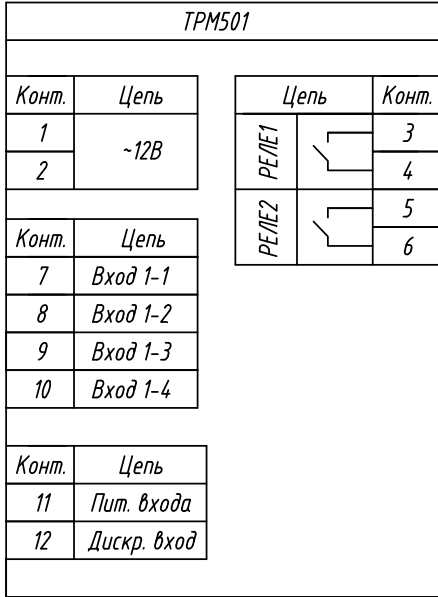 ТРМ501
Конт. Цепь
1 ~12В
2
Цепь Конт.
РЕЛЕ1 3
4
РЕЛЕ2 5
6
Конт. Цепь
7 Вход 1-1
8 Вход 1-2
9 Вход 1-3
10 Вход 1-4
Конт. Цепь
11 Пит. входа
12 Дискр. вход